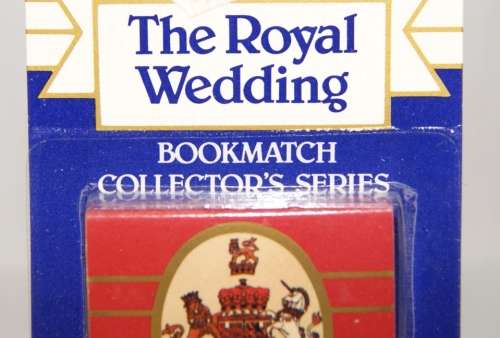 The Royal
Wedding
BOOKMATCH
COLLECTOR'S SERIES